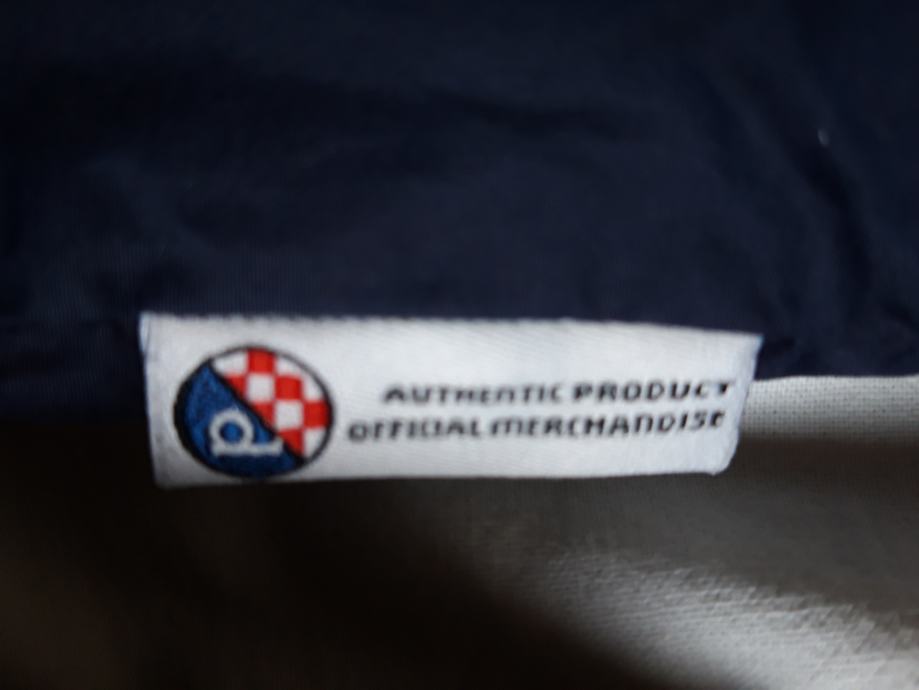 AUTHENTIC PRODUCT
OFFICIAL MERCHANDISE